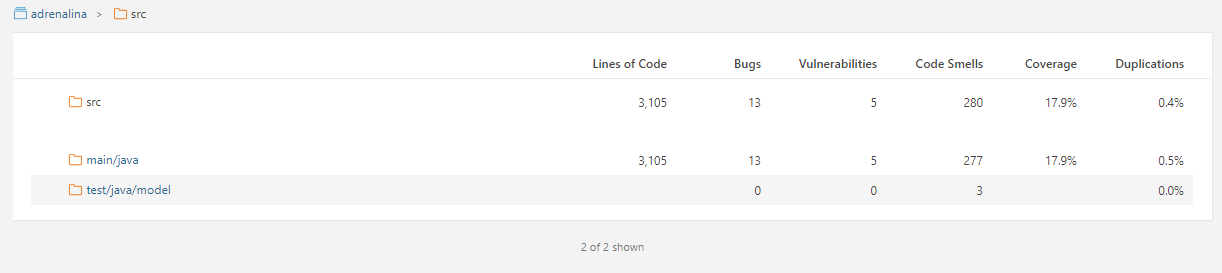 adrenalina > src
Lines of Code Bugs Vulnerabilities Code Smells Coverage Duplications
src 3,105 13 5 280 17.9% 0.4%
main/java 3,105 13 5 277 17.9% 0.5%
test/java/model 0 0 3 0.0%
2 of 2 shown